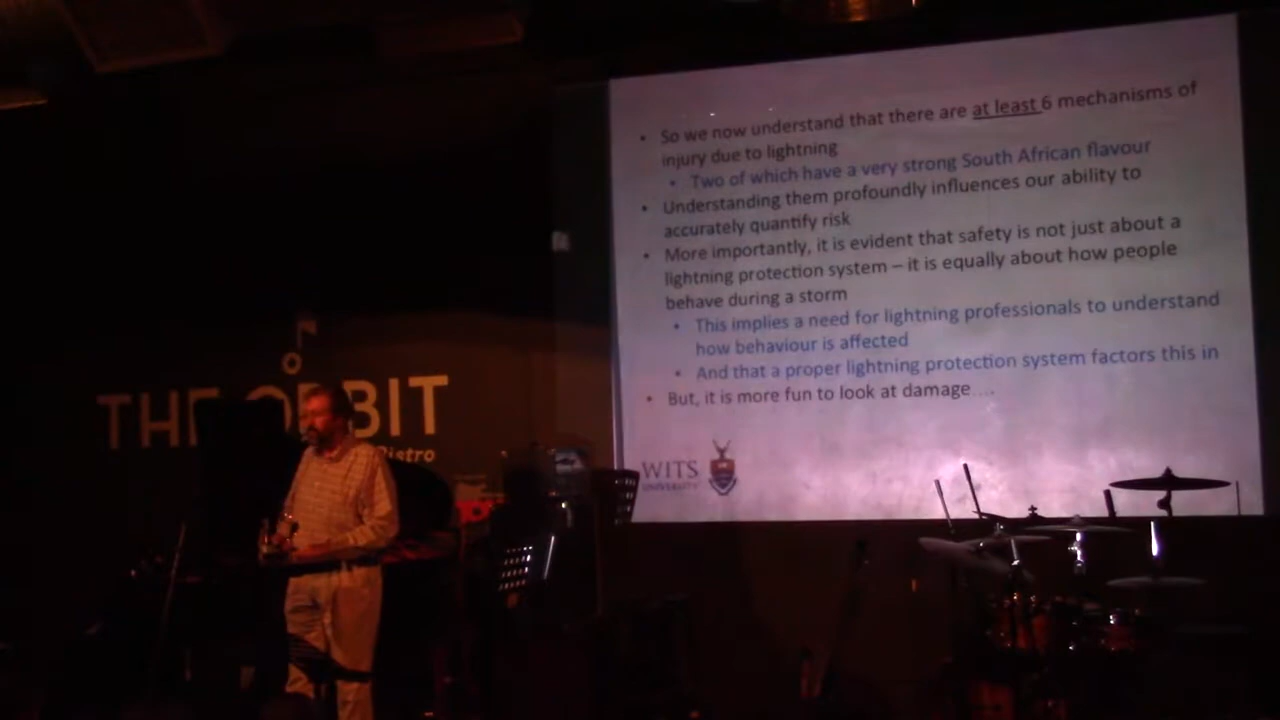 • So we now understand that there are at least 6 mechanisms of
injury due to lightning
• Two of which have a very strong South African flavour
• Understanding them profoundly influences our ability to
accurately quantify risk
• More importantly, it is evident that safety is not just about a
lightning protection system – it is equally about how people
behave during a storm
• This implies a need for lightning professionals to understand
how behaviour is affected
• And that a proper lightning protection system factors this in
• But, it is more fun to look at damage….
WITS
UNIVERSITY
THE ORBIT
Bistro